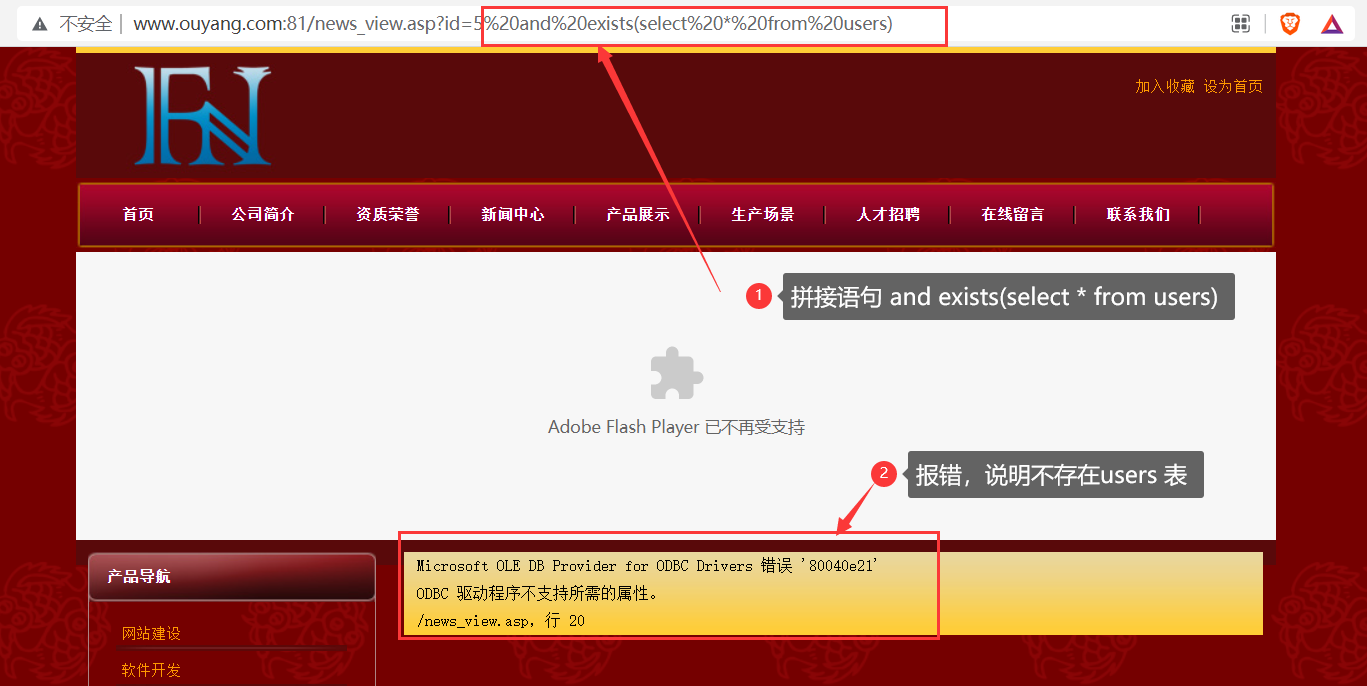 不安全 www.ouyang.com:81/news_view.asp?id=5%20and%20exists(select%20*%20from%20users)
FN
加入收藏 设为首页
首页 公司简介 资质荣誉 新闻中心 产品展示 生产场景 人才招聘 在线留言 联系我们
1 拼接语句 and exists(select * from users)
Adobe Flash Player 已不再受支持
2 报错，说明不存在users 表
Microsoft OLE DB Provider for ODBC Drivers 错误 '80040e21'
ODBC 驱动程序不支持所需的属性。
/news_view.asp，行 20
产品导航
网站建设
软件开发